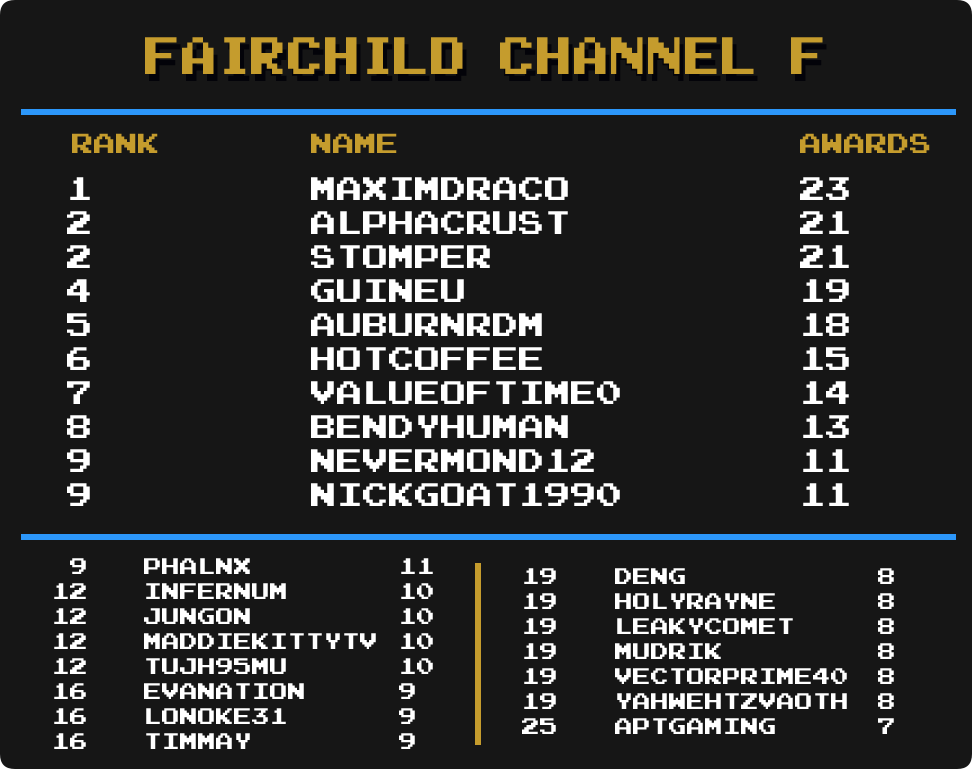 FAIRCHILD CHANNEL F
RANK NAME AWARDS
1 MAXIMDRACO 23
2 ALPHACRUST 21
2 STOMPER 21
4 GUINEU 19
5 AUBURNRDM 18
6 HOTCOFFEE 15
7 VALUEOFTIME0 14
8 BENDYHUMAN 13
9 NEVERMOND12 11
9 NICKGOAT1990 11
9 PHALNX 11
12 INFERNUM 10
12 JUNGON 10
12 MADDIEKITTYTV 10
12 TUJH95MU 10
16 EVANATION 9
16 LONOKE31 9
16 TIMMAY 9
19 DENG 8
19 HOLYRAYNE 8
19 LEAKYCOMET 8
19 MUDRIK 8
19 VECTORPRIME40 8
19 YAHWEHTZVAOTH 8
25 APTGAMING 7